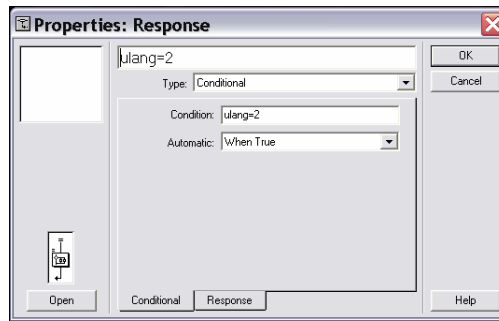 Properties: Response
ulang=2
OK
Type: Conditional
Cancel
Condition: ulang=2
Automatic: When True
Open
Conditional
Response
Help